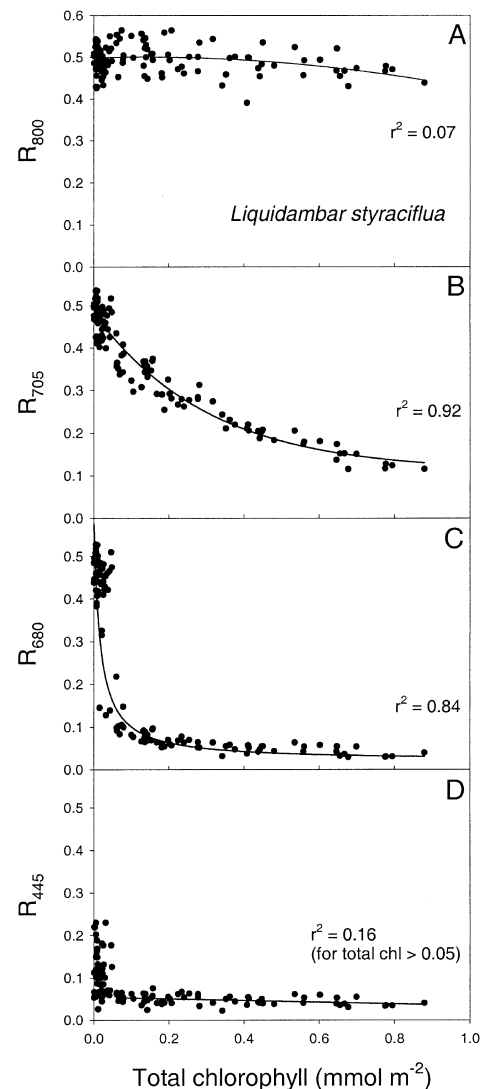 0.6
A
0.5
0.4
R800
r² = 0.07
0.3
0.2
Liquidambar styraciflua
0.1
0.0
B
0.5
0.4
R705
r² = 0.92
0.3
0.2
0.1
0.0
C
0.5
0.4
R680
0.3
0.2
r² = 0.84
0.1
0.0
D
0.5
0.4
R445
0.3
0.2
r² = 0.16
(for total chl > 0.05)
0.1
0.0
0.0 0.2 0.4 0.6 0.8 1.0
Total chlorophyll (mmol m⁻²)